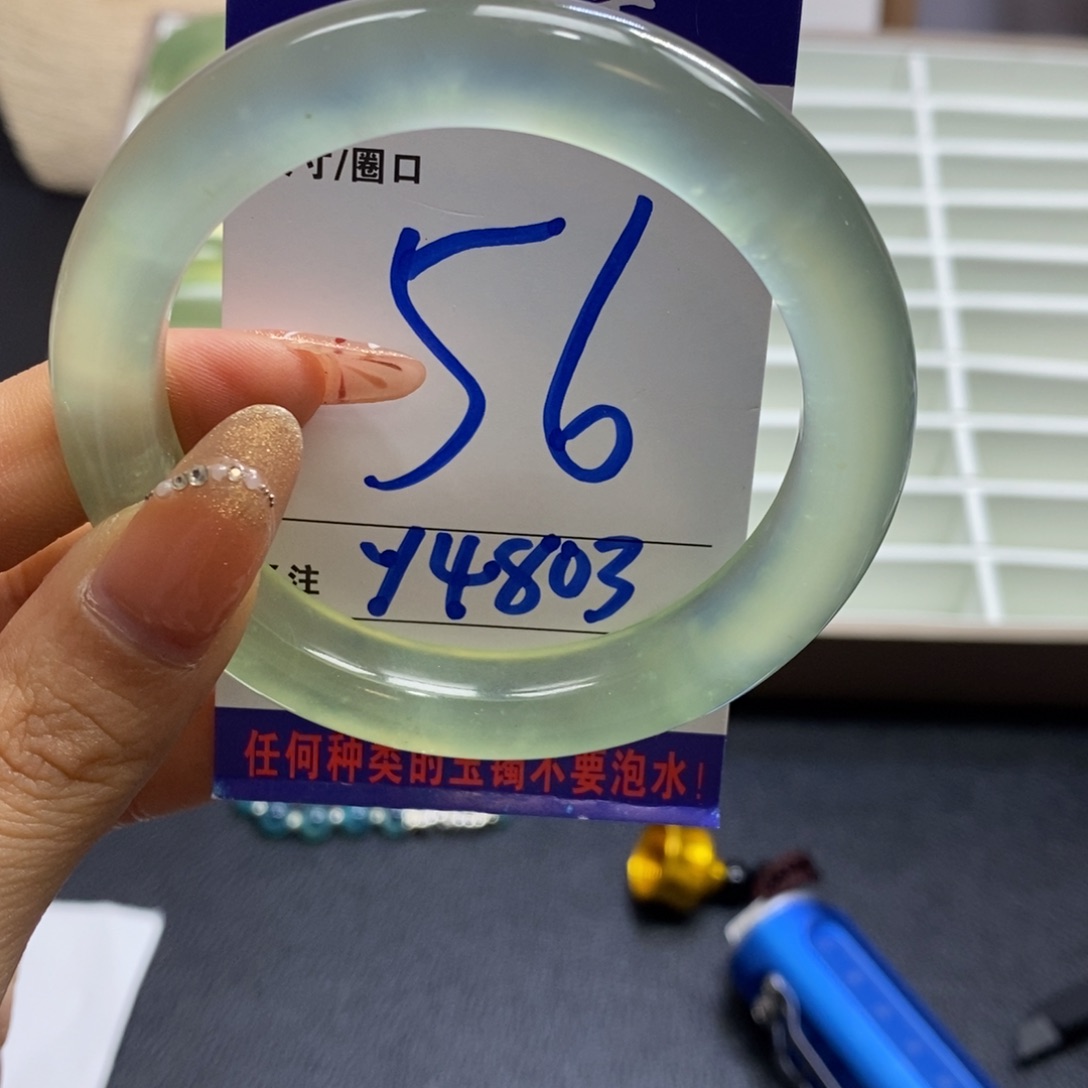 寸/圈口
56
注 Y4803
任何种类的玉镯不要泡水!